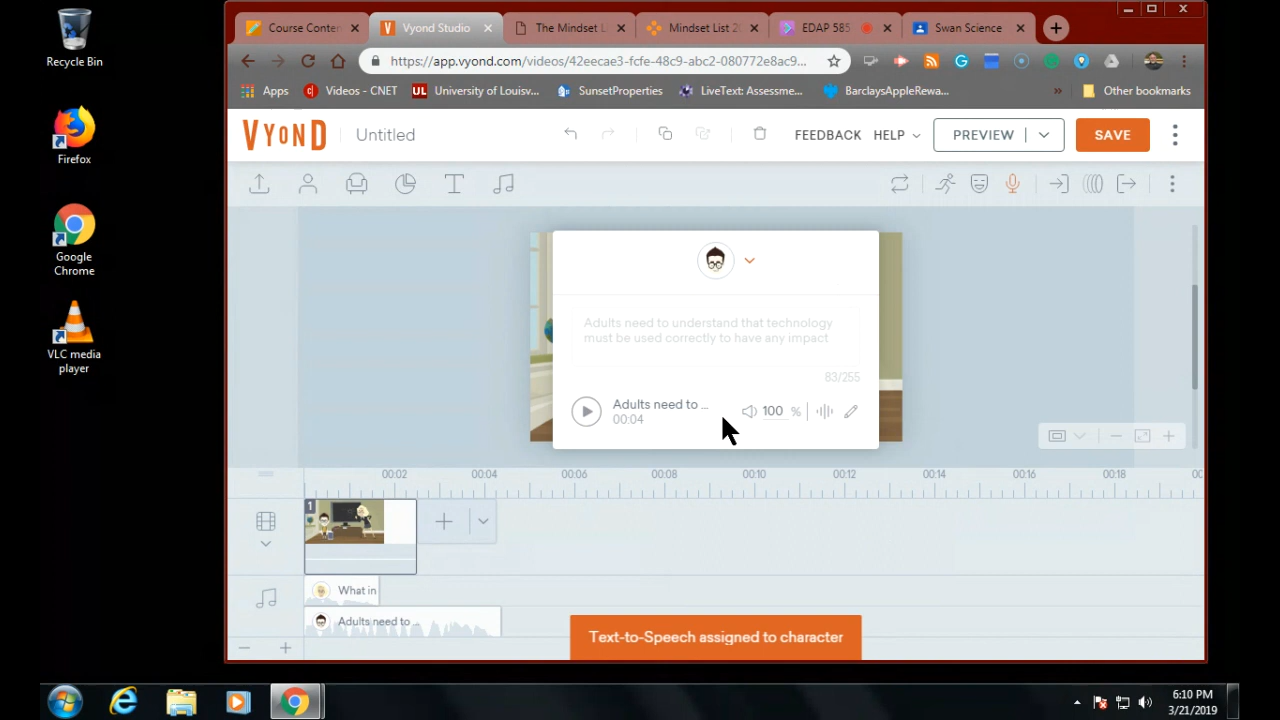 Recycle Bin
Firefox
Google
Chrome
VLC media
player
Course Conten
Vyond Studio
The Mindset L
Mindset List 20
EDAP 585
Swan Science
https://app.vyond.com/videos/42eecae3-fcfe-48c9-abc2-080772e8ac9...
Apps
Videos - CNET
UL University of Louisv...
SunsetProperties
LiveText: Assessme...
BarclaysAppleRewa...
»
Other bookmarks
VYOND
Untitled
FEEDBACK
HELP
PREVIEW
SAVE
Adults need to understand that technology
must be used correctly to have any impact
83/255
Adults need to ...
00:04
100 %
00:02 00:04 00:06 00:08 00:10 00:12 00:14 00:16 00:18 00
1
What in
Adults need to ...
Text-to-Speech assigned to character
6:10 PM
3/21/2019